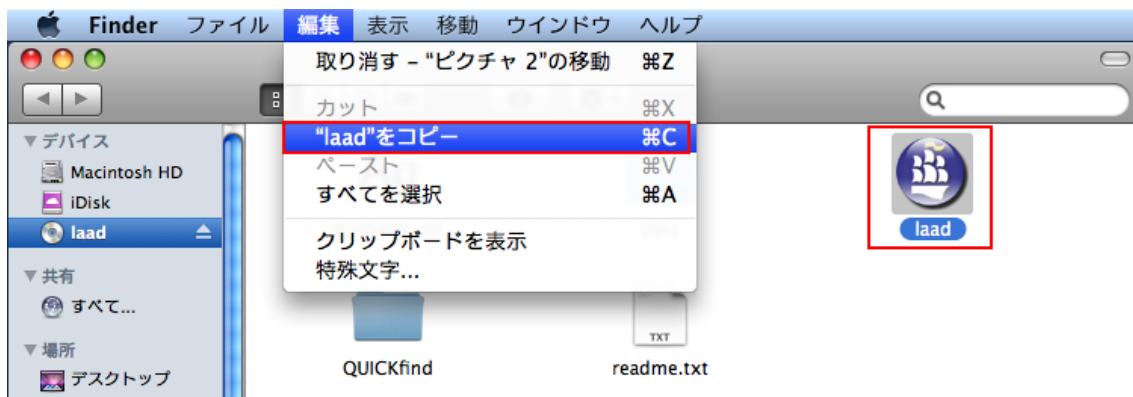 Finder ファイル 編集 表示 移動 ウインドウ ヘルプ
取り消す – “ピクチャ 2”の移動 ⌘Z
カット ⌘X
“laad”をコピー ⌘C
ペースト ⌘V
すべてを選択 ⌘A
クリップボードを表示
特殊文字...
▼デバイス
Macintosh HD
iDisk
laad
▼共有
すべて...
▼場所
デスクトップ
laad
TXT
QUICKfind
readme.txt